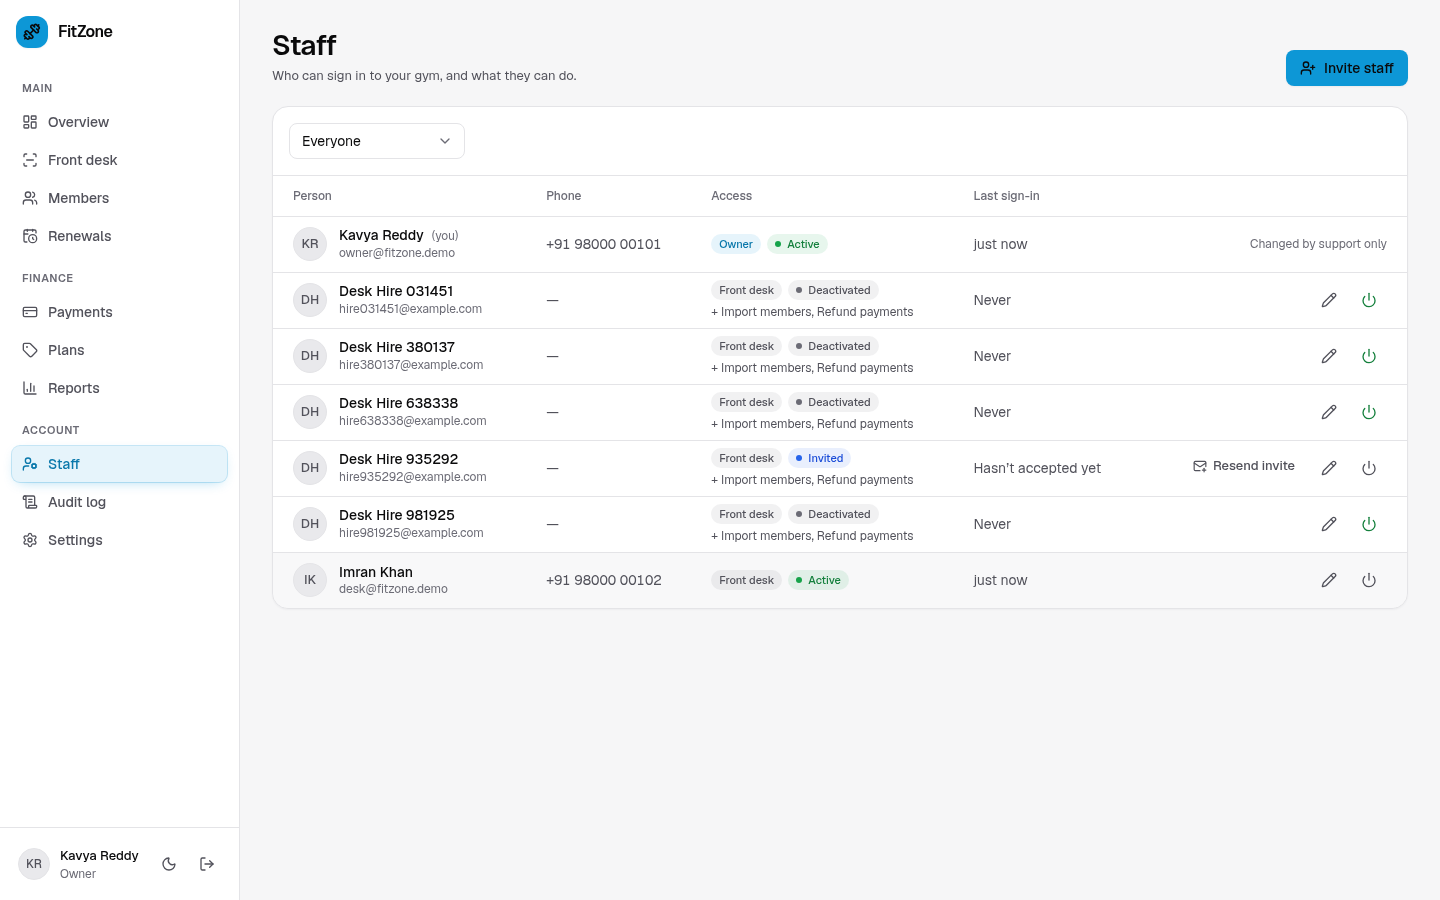 FitZone
MAIN
Overview
Front desk
Members
Renewals
FINANCE
Payments
Plans
Reports
ACCOUNT
Staff
Audit log
Settings
KR
Kavya Reddy
Owner
Staff
Who can sign in to your gym, and what they can do.
Invite staff
Everyone
Person Phone Access Last sign-in
KR Kavya Reddy (you) +91 98000 00101 Owner Active just now Changed by support only
owner@fitzone.demo
DH Desk Hire 031451 — Front desk Deactivated Never
hire031451@example.com + Import members, Refund payments
DH Desk Hire 380137 — Front desk Deactivated Never
hire380137@example.com + Import members, Refund payments
DH Desk Hire 638338 — Front desk Deactivated Never
hire638338@example.com + Import members, Refund payments
DH Desk Hire 935292 — Front desk Invited Hasn't accepted yet Resend invite
hire935292@example.com + Import members, Refund payments
DH Desk Hire 981925 — Front desk Deactivated Never
hire981925@example.com + Import members, Refund payments
IK Imran Khan +91 98000 00102 Front desk Active just now
desk@fitzone.demo